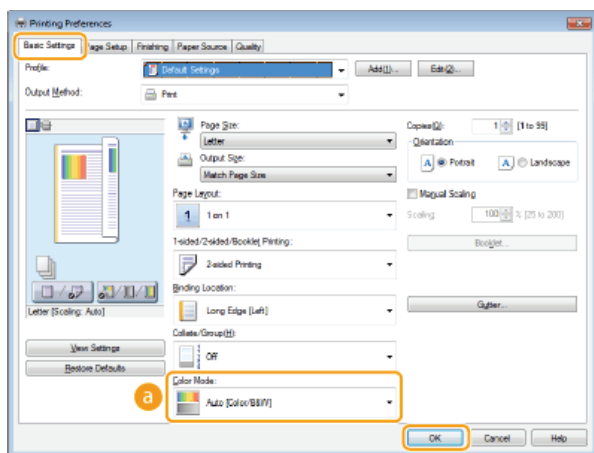 Printing Preferences
Basic Settings Page Setup Finishing Paper Source Quality
Profile: Default Settings Add(1)... Edit(2)...
Output Method: Print
Page Size:
Letter
Output Size:
Match Page Size
Copies(Q): 1 [1 to 99]
Orientation
A Portrait A Landscape
Page Layout:
1 1 on 1
Manual Scaling
Scaling: 100 % [25 to 200]
1-sided/2-sided/Booklet Printing:
2-sided Printing
Booklet...
Binding Location:
Long Edge [Left]
Gutter...
Letter [Scaling: Auto]
Collate/Group(H):
Off
View Settings
Restore Defaults
Color Mode:
a Auto [Color/B&W]
OK Cancel Help